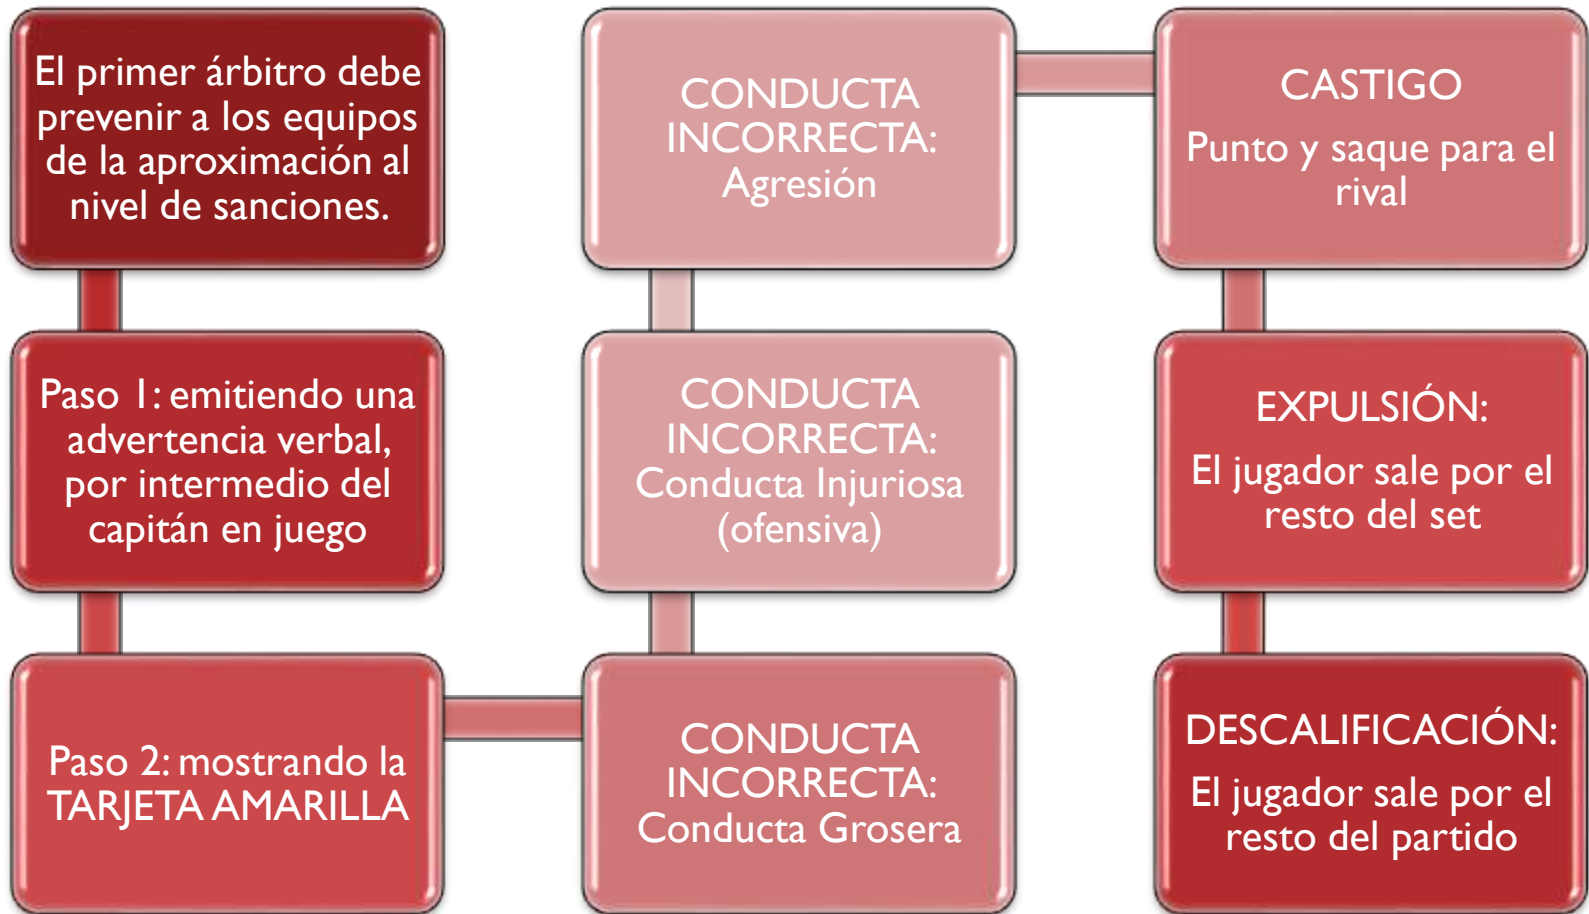 El primer árbitro debe
prevenir a los equipos
de la aproximación al
nivel de sanciones.
Paso 1: emitiendo una
advertencia verbal,
por intermedio del
capitán en juego
Paso 2: mostrando la
TARJETA AMARILLA
CONDUCTA
INCORRECTA:
Conducta Grosera
CONDUCTA
INCORRECTA:
Conducta Injuriosa
(ofensiva)
CONDUCTA
INCORRECTA:
Agresión
CASTIGO
Punto y saque para el
rival
EXPULSIÓN:
El jugador sale por el
resto del set
DESCALIFICACIÓN:
El jugador sale por el
resto del partido